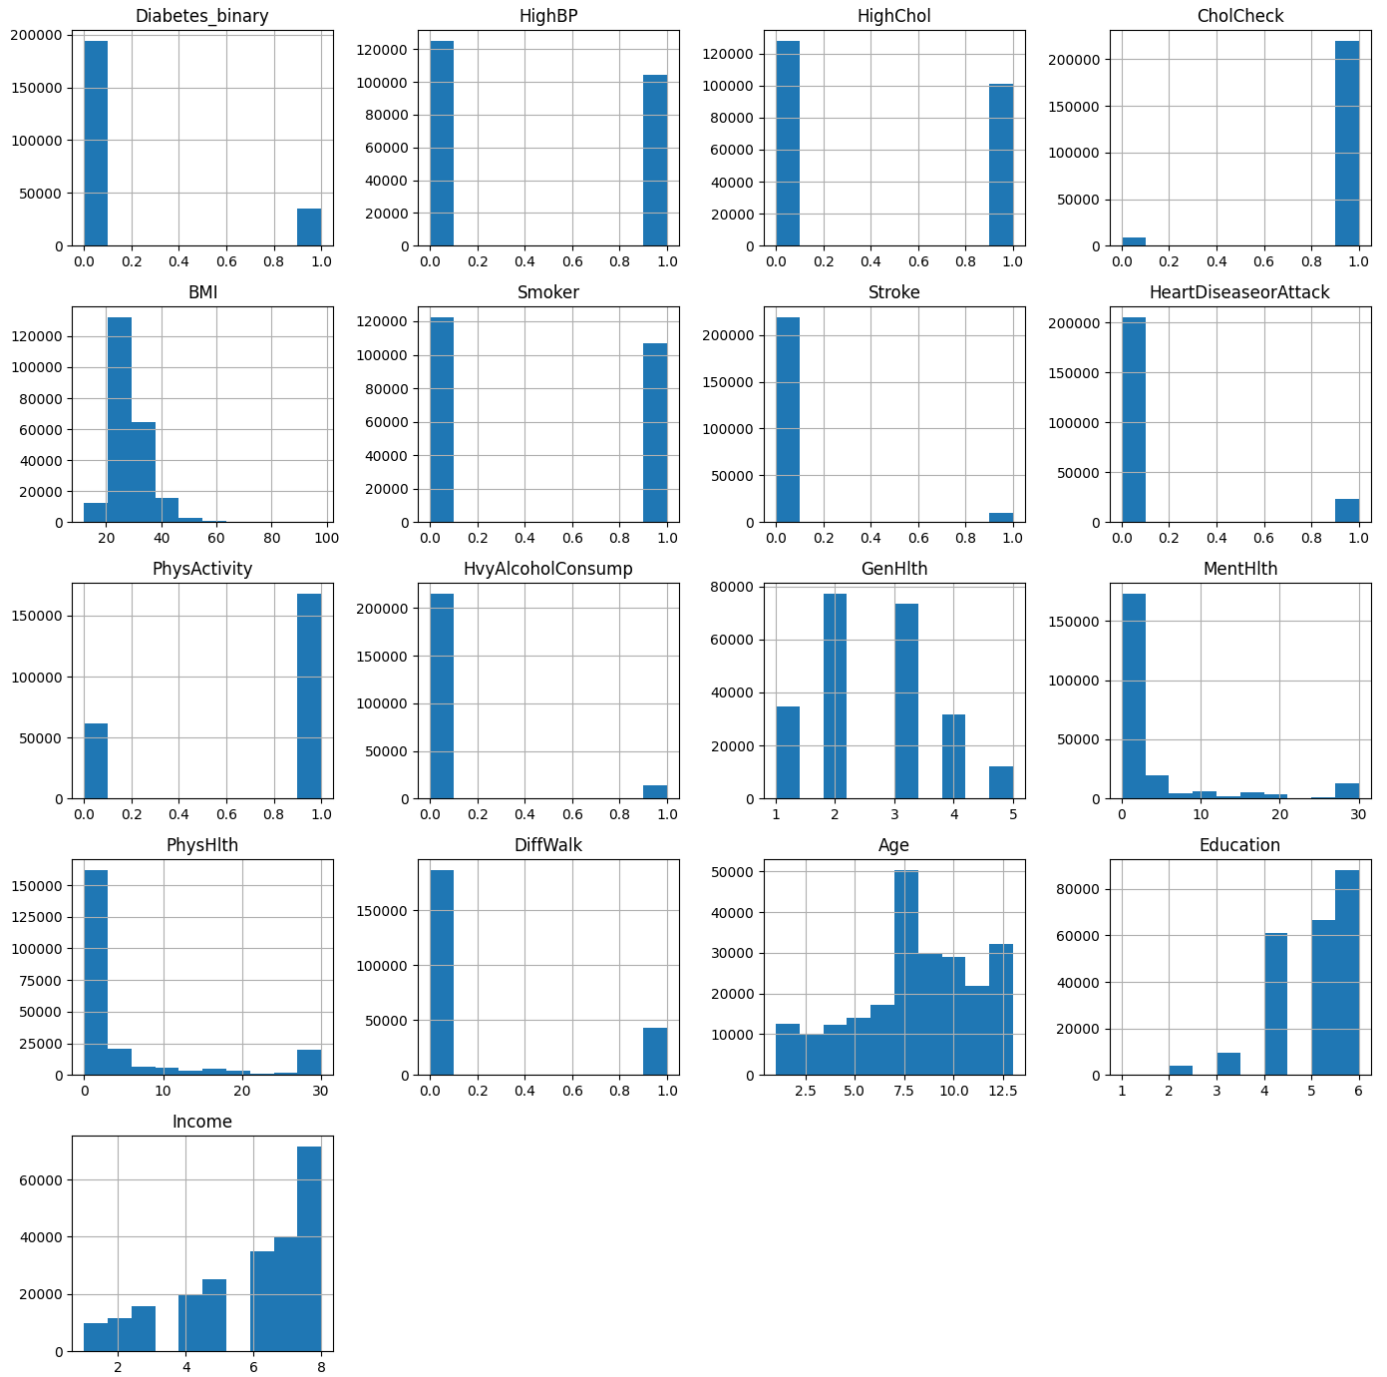 Diabetes_binary HighBP HighChol CholCheck
200000 150000 100000 50000 0
0.0 0.2 0.4 0.6 0.8 1.0
120000 100000 80000 60000 40000 20000 0
0.0 0.2 0.4 0.6 0.8 1.0
120000 100000 80000 60000 40000 20000 0
0.0 0.2 0.4 0.6 0.8 1.0
200000 150000 100000 50000 0
0.0 0.2 0.4 0.6 0.8 1.0
BMI Smoker Stroke HeartDiseaseorAttack
120000 100000 80000 60000 40000 20000 0
20 40 60 80 100
120000 100000 80000 60000 40000 20000 0
0.0 0.2 0.4 0.6 0.8 1.0
200000 150000 100000 50000 0
0.0 0.2 0.4 0.6 0.8 1.0
200000 150000 100000 50000 0
0.0 0.2 0.4 0.6 0.8 1.0
PhysActivity HvyAlcoholConsump GenHlth MentHlth
150000 100000 50000 0
0.0 0.2 0.4 0.6 0.8 1.0
200000 150000 100000 50000 0
0.0 0.2 0.4 0.6 0.8 1.0
80000 60000 40000 20000 0
1 2 3 4 5
150000 100000 50000 0
0 10 20 30
PhysHlth DiffWalk Age Education
150000 125000 100000 75000 50000 25000 0
0 10 20 30
150000 100000 50000 0
0.0 0.2 0.4 0.6 0.8 1.0
50000 40000 30000 20000 10000 0
2.5 5.0 7.5 10.0 12.5
80000 60000 40000 20000 0
1 2 3 4 5 6
Income
60000 40000 20000 0
2 4 6 8